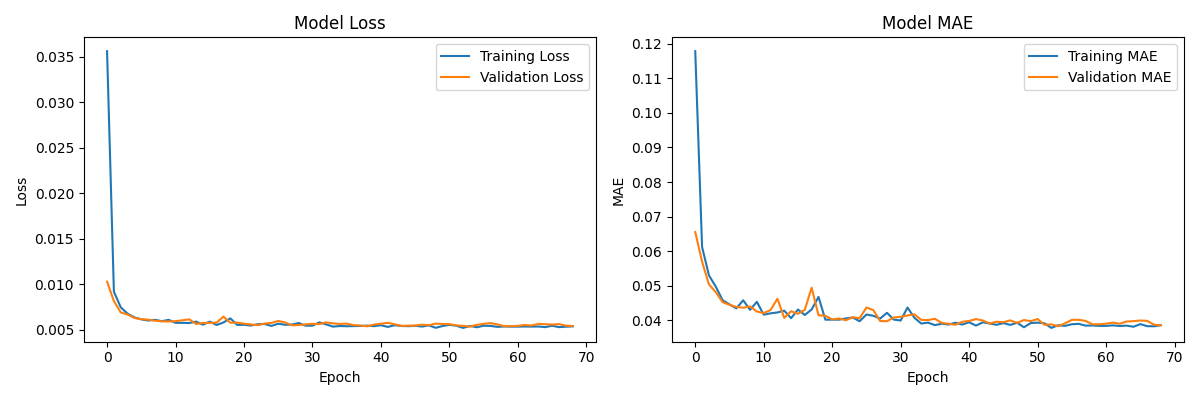 Model Loss
Training Loss
Validation Loss
0.035
0.030
0.025
0.020
0.015
0.010
0.005
Loss
0 10 20 30 40 50 60 70
Epoch
Model MAE
Training MAE
Validation MAE
0.12
0.11
0.10
0.09
0.08
0.07
0.06
0.05
0.04
MAE
0 10 20 30 40 50 60 70
Epoch